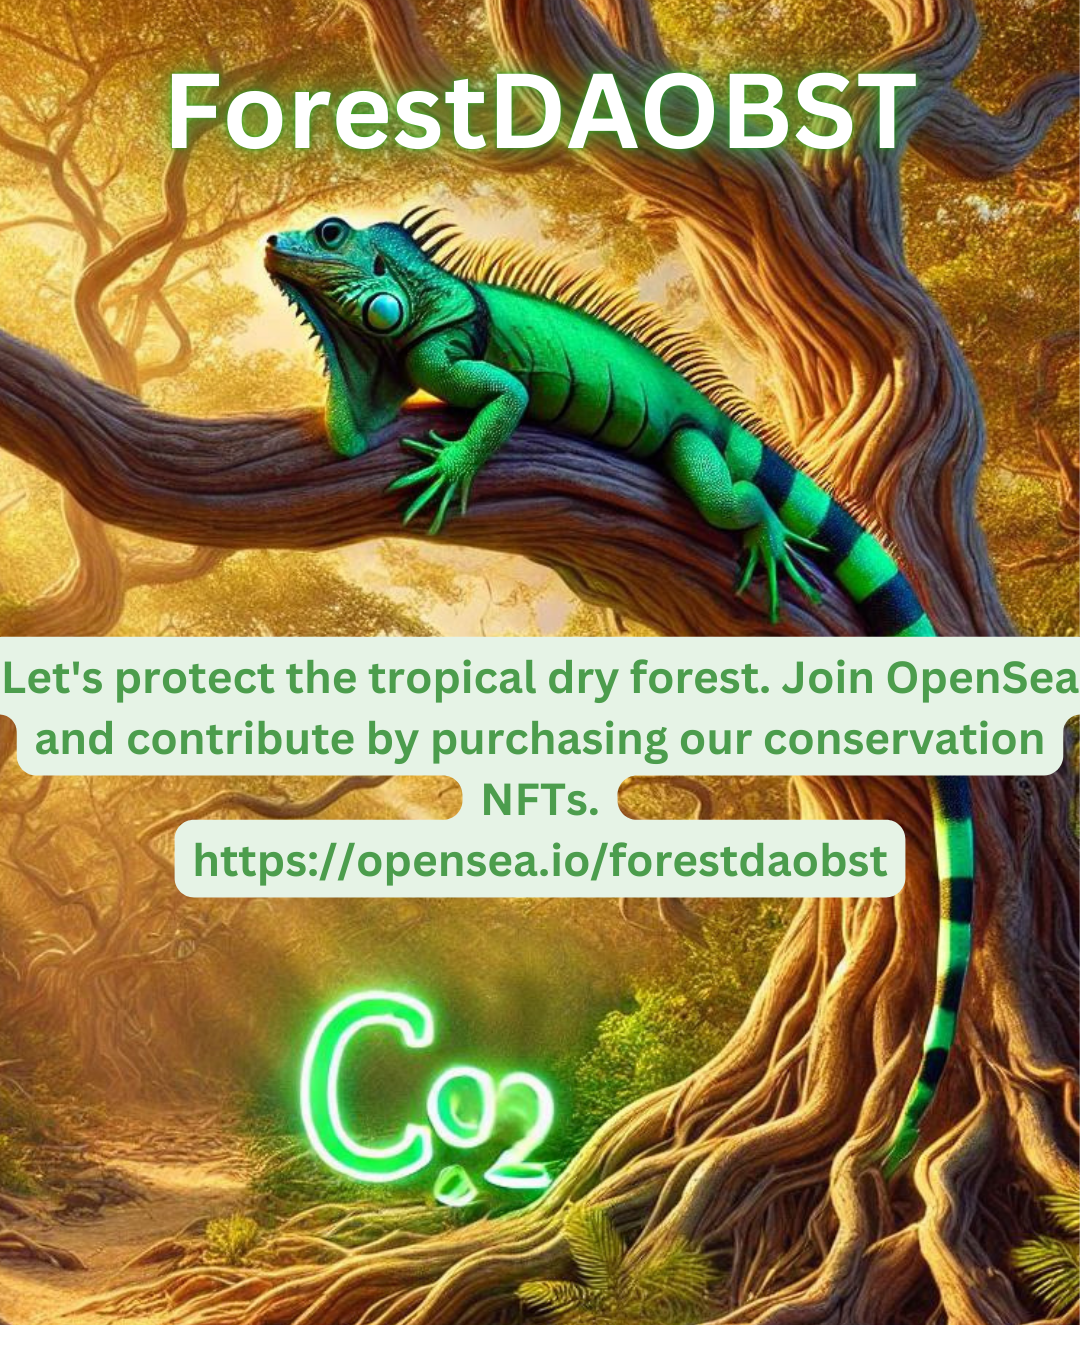 ForestDAOBST
Let's protect the tropical dry forest. Join OpenSea
and contribute by purchasing our conservation
NFTs.
https://opensea.io/forestdaobst
Co2